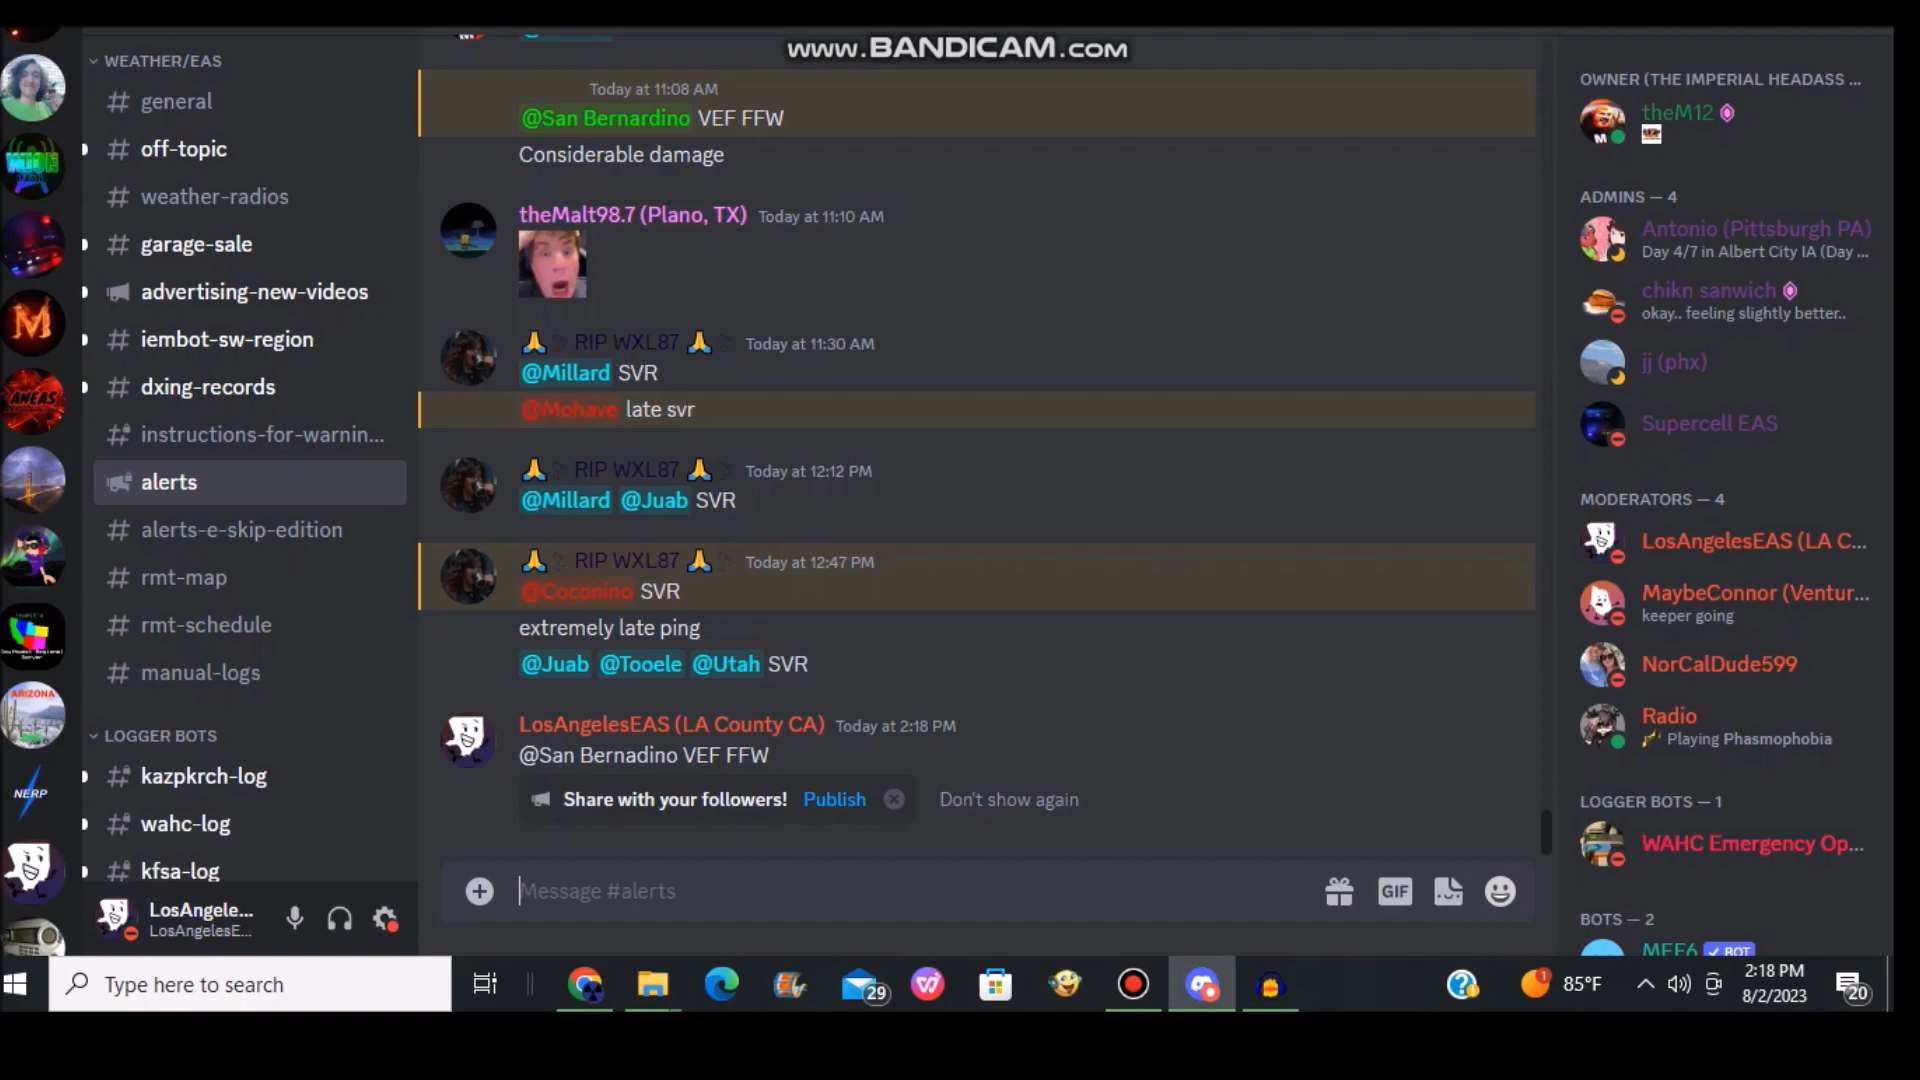 www.BANDICAM.com
WEATHER/EAS
general
off-topic
weather-radios
garage-sale
advertising-new-videos
iembot-sw-region
dxing-records
instructions-for-warnin...
alerts
alerts-e-skip-edition
rmt-map
rmt-schedule
manual-logs
LOGGER BOTS
kazpkrch-log
wahc-log
kfsa-log
LosAngele...
LosAngelesE...
M
ANEAS
ARIZONA
NERP
Today at 11:08 AM
@San Bernardino VEF FFW
Considerable damage
theMalt98.7 (Plano, TX) Today at 11:10 AM
RIP WXL87 Today at 11:30 AM
@Millard SVR
@Mohave late svr
RIP WXL87 Today at 12:12 PM
@Millard @Juab SVR
RIP WXL87 Today at 12:47 PM
@Coconino SVR
extremely late ping
@Juab @Tooele @Utah SVR
LosAngelesEAS (LA County CA) Today at 2:18 PM
@San Bernadino VEF FFW
Share with your followers! Publish Don't show again
Message #alerts
GIF
OWNER (THE IMPERIAL HEADASS ...
theM12
ADMINS — 4
Antonio (Pittsburgh PA)
Day 4/7 in Albert City IA (Day ...
chikn sanwich
okay.. feeling slightly better..
jj (phx)
Supercell EAS
MODERATORS — 4
LosAngelesEAS (LA C...
MaybeConnor (Ventur...
keeper going
NorCalDude599
Radio
Playing Phasmophobia
LOGGER BOTS — 1
WAHC Emergency Op...
BOTS — 2
MEE6 BOT
Type here to search
29
1
85°F
2:18 PM
8/2/2023
20